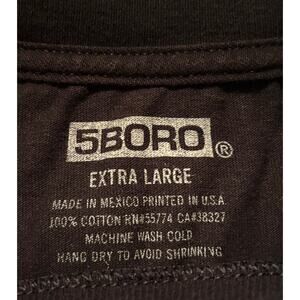 5BORO®
EXTRA LARGE
MADE IN MEXICO PRINTED IN U.S.A.
100% COTTON RN#55774 CA#38327
MACHINE WASH COLD
HANG DRY TO AVOID SHRINKING